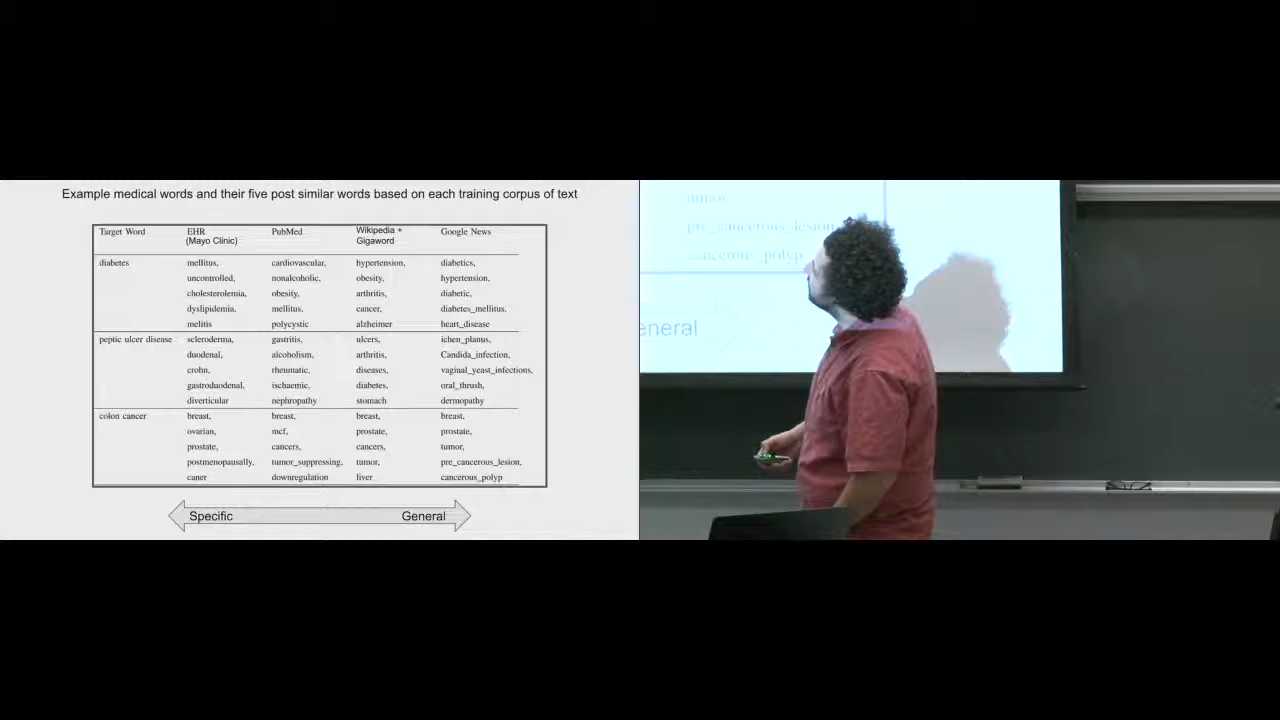 Example medical words and their five post similar words based on each training corpus of text
Target Word EHR (Mayo Clinic) PubMed Wikipedia + Gigaword Google News
diabetes mellitus, cardiovascular, hypertension, diabetics,
uncontrolled, nonalcoholic, obesity, hypertension,
cholesterolemia, obesity, arthritis, diabetic,
dyslipidemia, mellitus, cancer, diabetes_mellitus,
melitis polycystic alzheimer heart_disease
peptic ulcer disease scleroderma, gastritis, ulcers, ichen_planus,
duodenal, alcoholism, arthritis, Candida_infection,
crohn, rheumatic, diseases, vaginal_yeast_infections,
gastroduodenal, ischaemic, diabetes, oral_thrush,
diverticular nephropathy stomach dermopathy
colon cancer breast, breast, breast, breast,
ovarian, mcf, prostate, prostate,
prostate, cancers, cancers, tumor,
postmenopausally, tumor_suppressing, tumor, pre_cancerous_lesion,
caner downregulation liver cancerous_polyp
Specific General
tumor,
pre_cancerous_lesion
cancerous_polyp
eneral